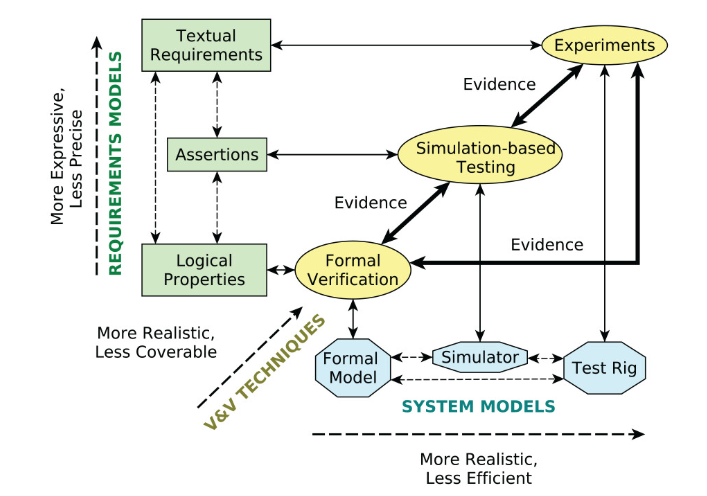 Textual
Requirements
Experiments
Evidence
Assertions
Simulation-based
Testing
Evidence
Evidence
Logical
Properties
Formal
Verification
More Expressive,
Less Precise
REQUIREMENTS MODELS
More Realistic,
Less Coverable
V&V TECHNIQUES
Formal
Model
Simulator
Test Rig
SYSTEM MODELS
More Realistic,
Less Efficient